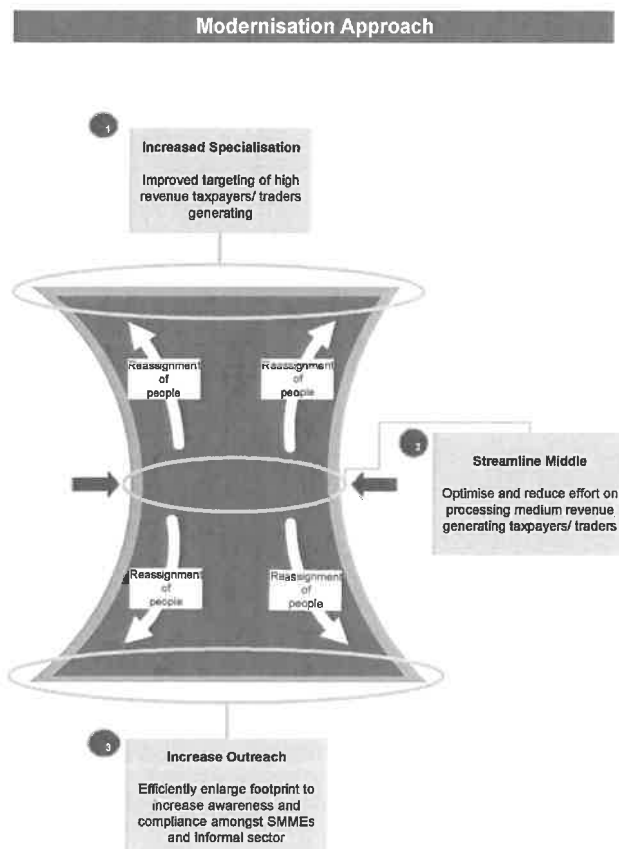 Modernisation Approach
1
Increased Specialisation
Improved targeting of high
revenue taxpayers/ traders
generating
Reassignment
of
people
Reassignment
of
people
2
Streamline Middle
Optimise and reduce effort on
processing medium revenue
generating taxpayers/ traders
Reassignment
of
people
Reassignment
of
people
3
Increase Outreach
Efficiently enlarge footprint to
increase awareness and
compliance amongst SMMEs
and informal sector